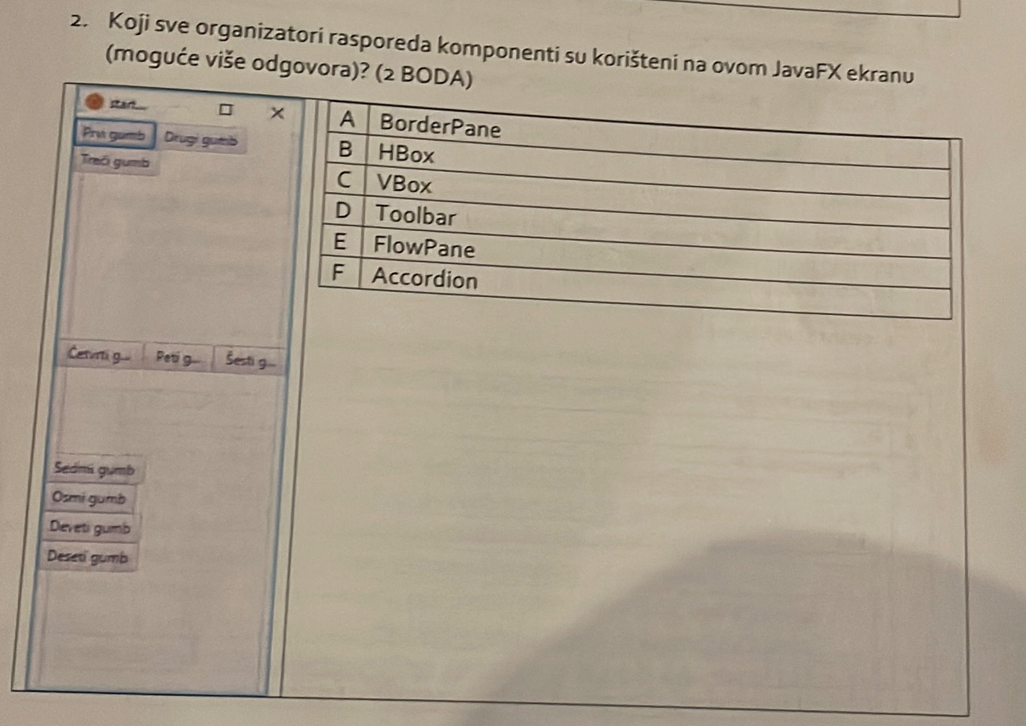 2. Koji sve organizatori rasporeda komponenti su korišteni na ovom JavaFX ekranu
(moguće više odgovora)? (2 BODA)
start...
Prvi gumb Drugi gumb
Treći gumb
Četvrti g... Peti g... Šesti g...
Sedmi gumb
Osmi gumb
Deveti gumb
Deseti gumb
A BorderPane
B HBox
C VBox
D Toolbar
E FlowPane
F Accordion